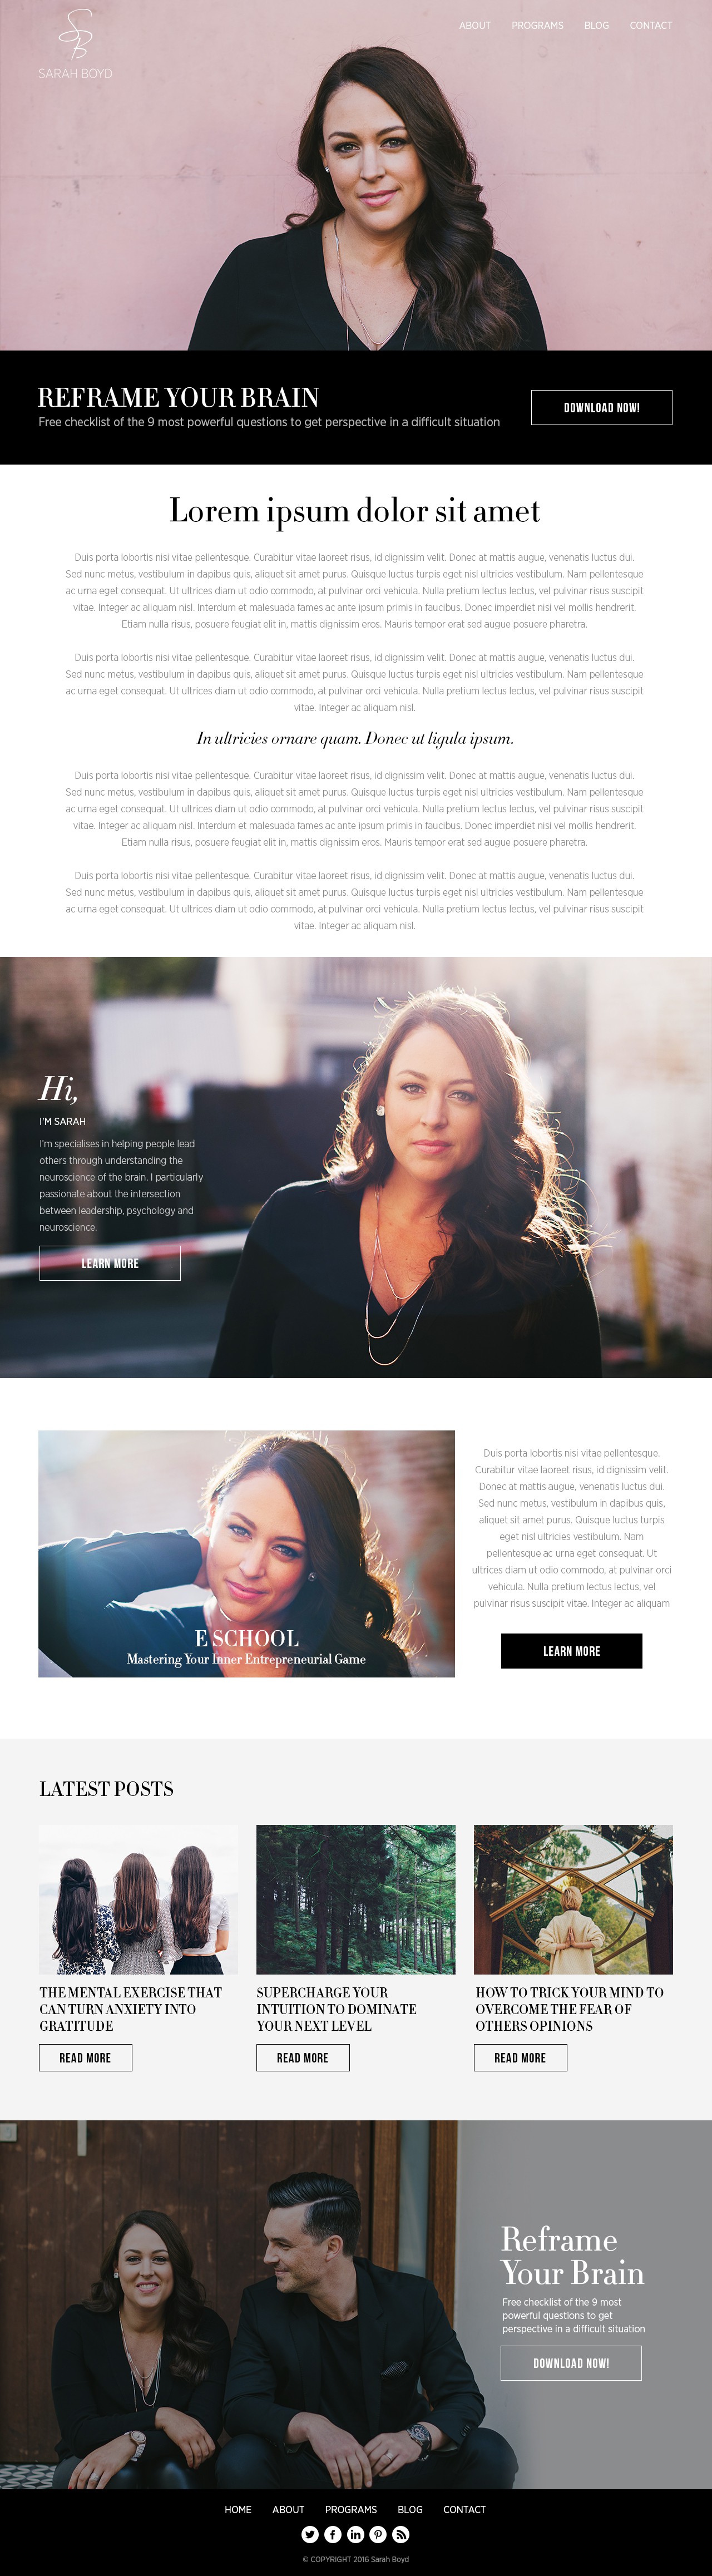 SB
SARAH BOYD
ABOUT PROGRAMS BLOG CONTACT
REFRAME YOUR BRAIN
Free checklist of the 9 most powerful questions to get perspective in a difficult situation
DOWNLOAD NOW!
Lorem ipsum dolor sit amet
Duis porta lobortis nisi vitae pellentesque. Curabitur vitae laoreet risus, id dignissim velit. Donec at mattis augue, venenatis luctus dui.
Sed nunc metus, vestibulum in dapibus quis, aliquet sit amet purus. Quisque luctus turpis eget nisl ultricies vestibulum. Nam pellentesque
ac urna eget consequat. Ut ultrices diam ut odio commodo, at pulvinar orci vehicula. Nulla pretium lectus lectus, vel pulvinar risus suscipit
vitae. Integer ac aliquam nisl. Interdum et malesuada fames ac ante ipsum primis in faucibus. Donec imperdiet nisi vel mollis hendrerit.
Etiam nulla risus, posuere feugiat elit in, mattis dignissim eros. Mauris tempor erat sed augue posuere pharetra.
Duis porta lobortis nisi vitae pellentesque. Curabitur vitae laoreet risus, id dignissim velit. Donec at mattis augue, venenatis luctus dui.
Sed nunc metus, vestibulum in dapibus quis, aliquet sit amet purus. Quisque luctus turpis eget nisl ultricies vestibulum. Nam pellentesque
ac urna eget consequat. Ut ultrices diam ut odio commodo, at pulvinar orci vehicula. Nulla pretium lectus lectus, vel pulvinar risus suscipit
vitae. Integer ac aliquam nisl.
In ultricies ornare quam. Donec ut ligula ipsum.
Duis porta lobortis nisi vitae pellentesque. Curabitur vitae laoreet risus, id dignissim velit. Donec at mattis augue, venenatis luctus dui.
Sed nunc metus, vestibulum in dapibus quis, aliquet sit amet purus. Quisque luctus turpis eget nisl ultricies vestibulum. Nam pellentesque
ac urna eget consequat. Ut ultrices diam ut odio commodo, at pulvinar orci vehicula. Nulla pretium lectus lectus, vel pulvinar risus suscipit
vitae. Integer ac aliquam nisl. Interdum et malesuada fames ac ante ipsum primis in faucibus. Donec imperdiet nisi vel mollis hendrerit.
Etiam nulla risus, posuere feugiat elit in, mattis dignissim eros. Mauris tempor erat sed augue posuere pharetra.
Duis porta lobortis nisi vitae pellentesque. Curabitur vitae laoreet risus, id dignissim velit. Donec at mattis augue, venenatis luctus dui.
Sed nunc metus, vestibulum in dapibus quis, aliquet sit amet purus. Quisque luctus turpis eget nisl ultricies vestibulum. Nam pellentesque
ac urna eget consequat. Ut ultrices diam ut odio commodo, at pulvinar orci vehicula. Nulla pretium lectus lectus, vel pulvinar risus suscipit
vitae. Integer ac aliquam nisl.
Hi,
I'M SARAH
I'm specialises in helping people lead
others through understanding the
neuroscience of the brain. I particularly
passionate about the intersection
between leadership, psychology and
neuroscience.
LEARN MORE
E SCHOOL
Mastering Your Inner Entrepreneurial Game
Duis porta lobortis nisi vitae pellentesque.
Curabitur vitae laoreet risus, id dignissim velit.
Donec at mattis augue, venenatis luctus dui.
Sed nunc metus, vestibulum in dapibus quis,
aliquet sit amet purus. Quisque luctus turpis
eget nisl ultricies vestibulum. Nam
pellentesque ac urna eget consequat. Ut
ultrices diam ut odio commodo, at pulvinar orci
vehicula. Nulla pretium lectus lectus, vel
pulvinar risus suscipit vitae. Integer ac aliquam
LEARN MORE
LATEST POSTS
THE MENTAL EXERCISE THAT
CAN TURN ANXIETY INTO
GRATITUDE
READ MORE
SUPERCHARGE YOUR
INTUITION TO DOMINATE
YOUR NEXT LEVEL
READ MORE
HOW TO TRICK YOUR MIND TO
OVERCOME THE FEAR OF
OTHERS OPINIONS
READ MORE
Reframe
Your Brain
Free checklist of the 9 most
powerful questions to get
perspective in a difficult situation
DOWNLOAD NOW!
HOME ABOUT PROGRAMS BLOG CONTACT
© COPYRIGHT 2016 Sarah Boyd